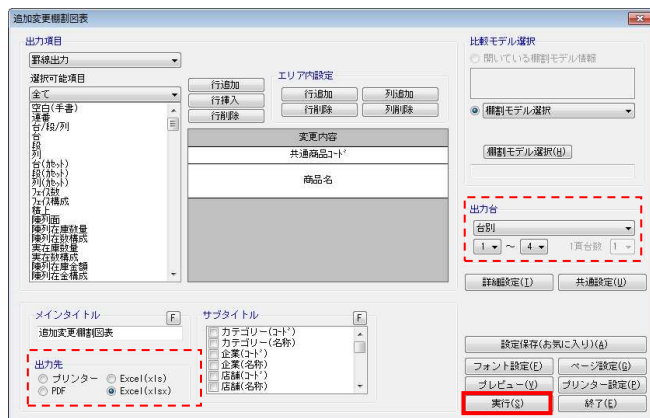 追加変更棚割図表
出力項目
罫線出力
選択可能項目
全て
空白(手書)
連番
台/段/列
台
段
列
台(ｶｾｯﾄ)
段(ｶｾｯﾄ)
列(ｶｾｯﾄ)
フェイス数
フェイス構成
積上
陳列面
陳列在庫数量
陳列在数構成
実在庫数量
実在数構成
陳列在庫金額
陳列在金構成
行追加
行挿入
行削除
エリア内設定
行追加
列追加
行削除
列削除
変更内容
共通商品ｺｰﾄﾞ
商品名
比較モデル選択
開いている棚割モデル情報
棚割モデル選択
棚割モデル選択(H)
出力台
台別
1 ～ 4
1頁台数 1
詳細設定(I)
共通設定(U)
メインタイトル
F
追加変更棚割図表
出力先
プリンター
Excel(xls)
PDF
Excel(xlsx)
サブタイトル
F
カテゴリー(ｺｰﾄﾞ)
カテゴリー(名称)
企業(ｺｰﾄﾞ)
企業(名称)
店舗(ｺｰﾄﾞ)
店舗(名称)
設定保存(お気に入り)(A)
フォント設定(F)
ページ設定(G)
プレビュー(V)
プリンター設定(P)
実行(S)
終了(E)